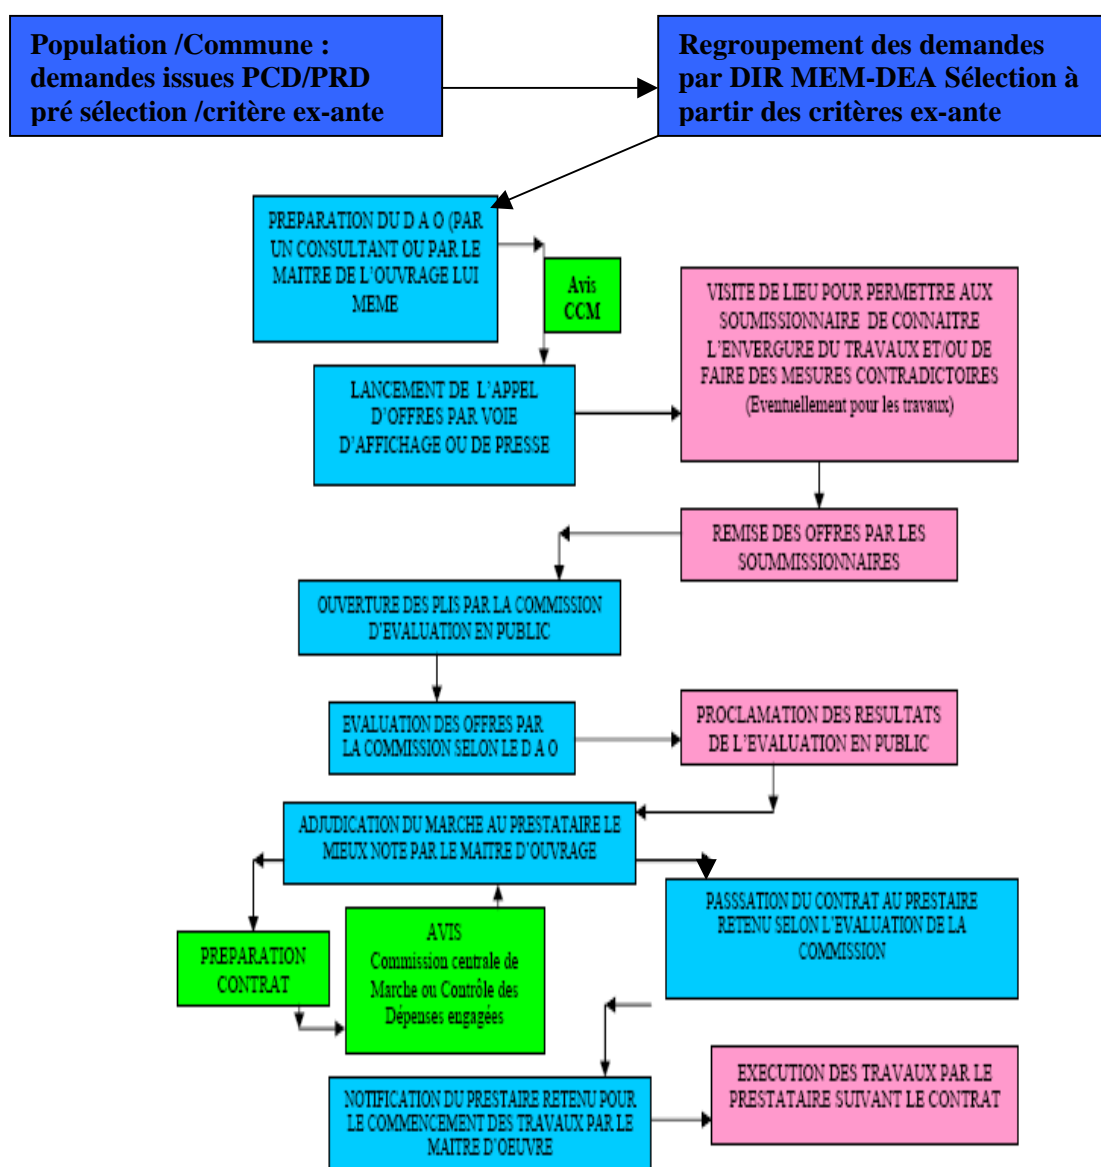 Population /Commune :
demandes issues PCD/PRD
pré sélection /critère ex-ante
Regroupement des demandes
par DIR MEM-DEA Sélection à
partir des critères ex-ante
PREPARATION DU D A O (PAR
UN CONSULTANT OU PAR LE
MAITRE DE L'OUVRAGE LUI
MEME
Avis
CCM
VISITE DE LIEU POUR PERMETTRE AUX
SOUMISSIONNAIRE DE CONNAITRE
L'ENVERGURE DU TRAVAUX ET/OU DE
FAIRE DES MESURES CONTRADICTOIRES
(Eventuellement pour les travaux)
LANCEMENT DE L'APPEL
D'OFFRES PAR VOIE
D'AFFICHAGE OU DE PRESSE
REMISE DES OFFRES PAR LES
SOUMMISSIONNAIRES
OUVERTURE DES PLIS PAR LA COMMISSION
D'EVALUATION EN PUBLIC
EVALUATION DES OFFRES PAR
LA COMMISSION SELON LE D A O
PROCLAMATION DES RESULTATS
DE L'EVALUATION EN PUBLIC
ADJUDICATION DU MARCHE AU PRESTATAIRE LE
MIEUX NOTE PAR LE MAITRE D'OUVRAGE
PASSSATION DU CONTRAT AU PRESTAIRE
RETENU SELON L'EVALUATION DE LA
COMMISSION
PREPARATION
CONTRAT
AVIS
Commission centrale de
Marche ou Contrôle des
Dépenses engagées
NOTIFICATION DU PRESTAIRE RETENU POUR
LE COMMENCEMENT DES TRAVAUX PAR LE
MAITRE D'OEUVRE
EXECUTION DES TRAVAUX PAR LE
PRESTATAIRE SUIVANT LE CONTRAT